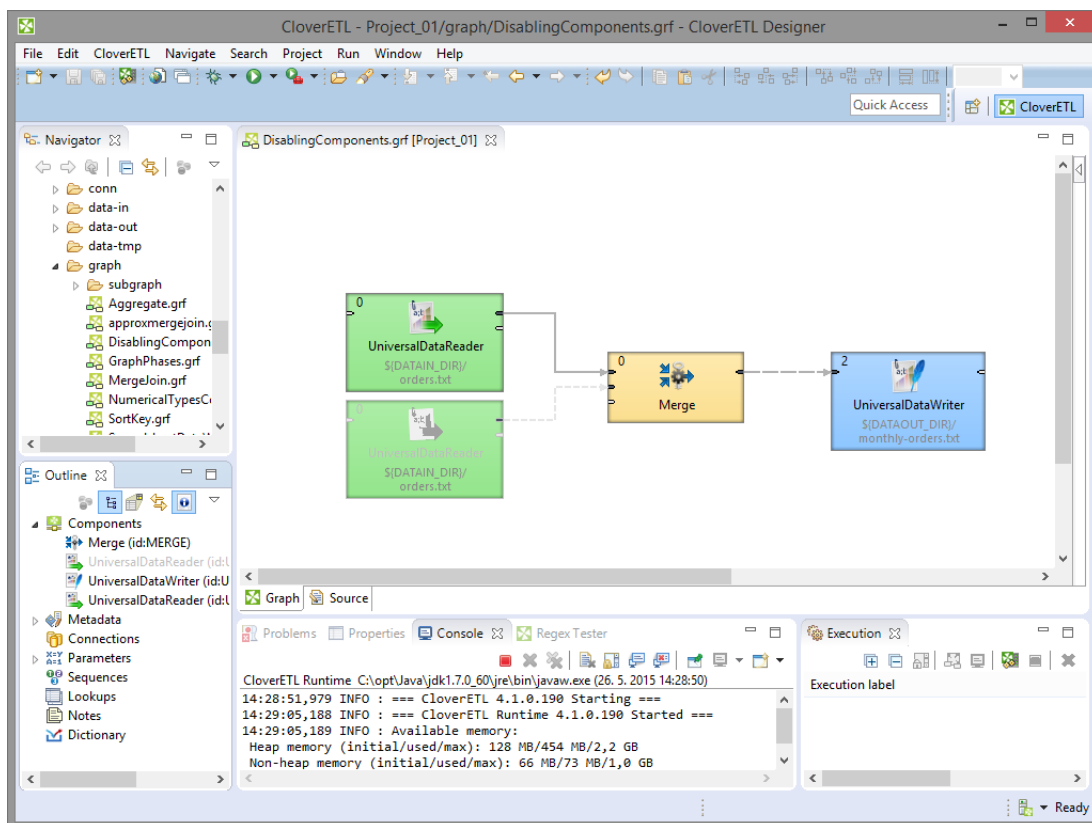 CloverETL - Project_01/graph/DisablingComponents.grf - CloverETL Designer
File Edit CloverETL Navigate Search Project Run Window Help
Quick Access
CloverETL
Navigator
conn
data-in
data-out
data-tmp
graph
subgraph
Aggregate.grf
approxmergejoin.g
DisablingCompon
GraphPhases.grf
MergeJoin.grf
NumericalTypesC
SortKey.grf
Outline
Components
Merge (id:MERGE)
UniversalDataReader (id:U
UniversalDataWriter (id:U
UniversalDataReader (id:U
Metadata
Connections
Parameters
Sequences
Lookups
Notes
Dictionary
DisablingComponents.grf [Project_01]
0
UniversalDataReader
${DATAIN_DIR}/
orders.txt
0
UniversalDataReader
${DATAIN_DIR}/
orders.txt
0
Merge
2
UniversalDataWriter
${DATAOUT_DIR}/
monthly-orders.txt
Graph Source
Problems Properties Console Regex Tester
CloverETL Runtime C:\opt\Java\jdk1.7.0_60\jre\bin\javaw.exe (26. 5. 2015 14:28:50)
14:28:51,979 INFO : === CloverETL 4.1.0.190 Starting ===
14:29:05,188 INFO : === CloverETL Runtime 4.1.0.190 Started ===
14:29:05,189 INFO : Available memory:
Heap memory (initial/used/max): 128 MB/454 MB/2,2 GB
Non-heap memory (initial/used/max): 66 MB/73 MB/1,0 GB
Execution
Execution label
Ready